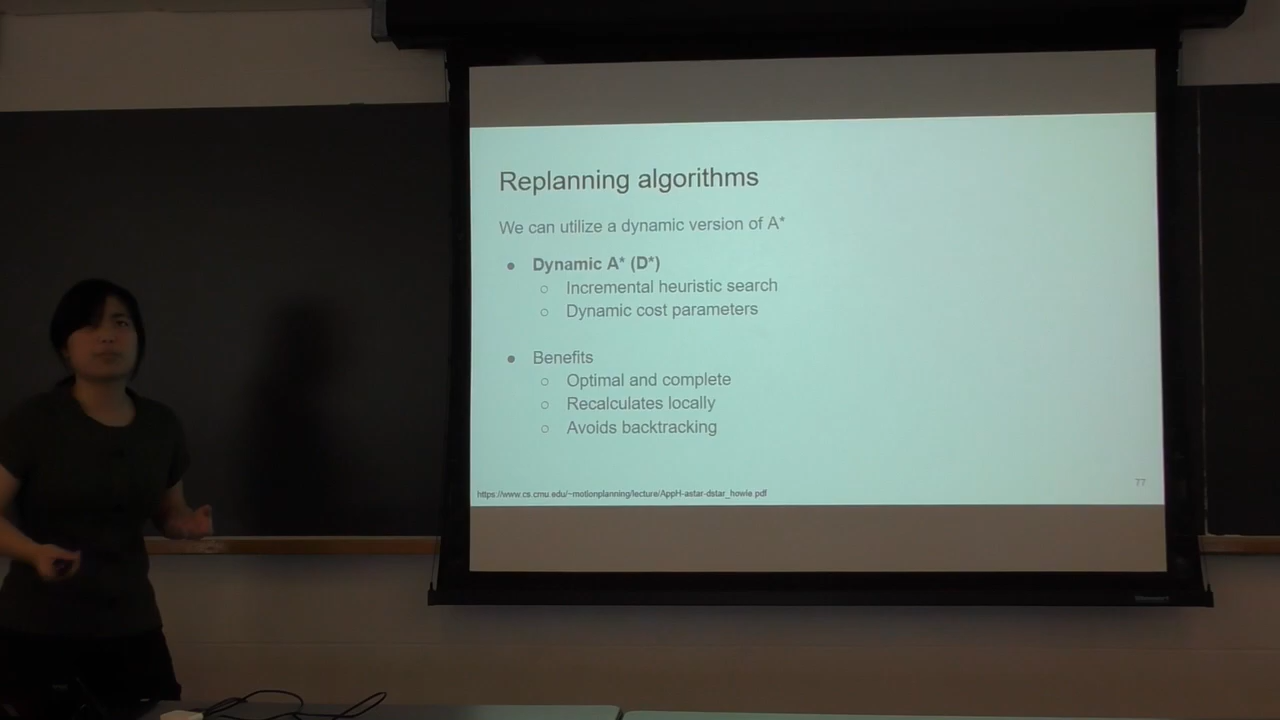 Replanning algorithms
We can utilize a dynamic version of A*
● Dynamic A* (D*)
○ Incremental heuristic search
○ Dynamic cost parameters
● Benefits
○ Optimal and complete
○ Recalculates locally
○ Avoids backtracking
77
https://www.cs.cmu.edu/~motionplanning/lecture/AppH-astar-dstar_howie.pdf